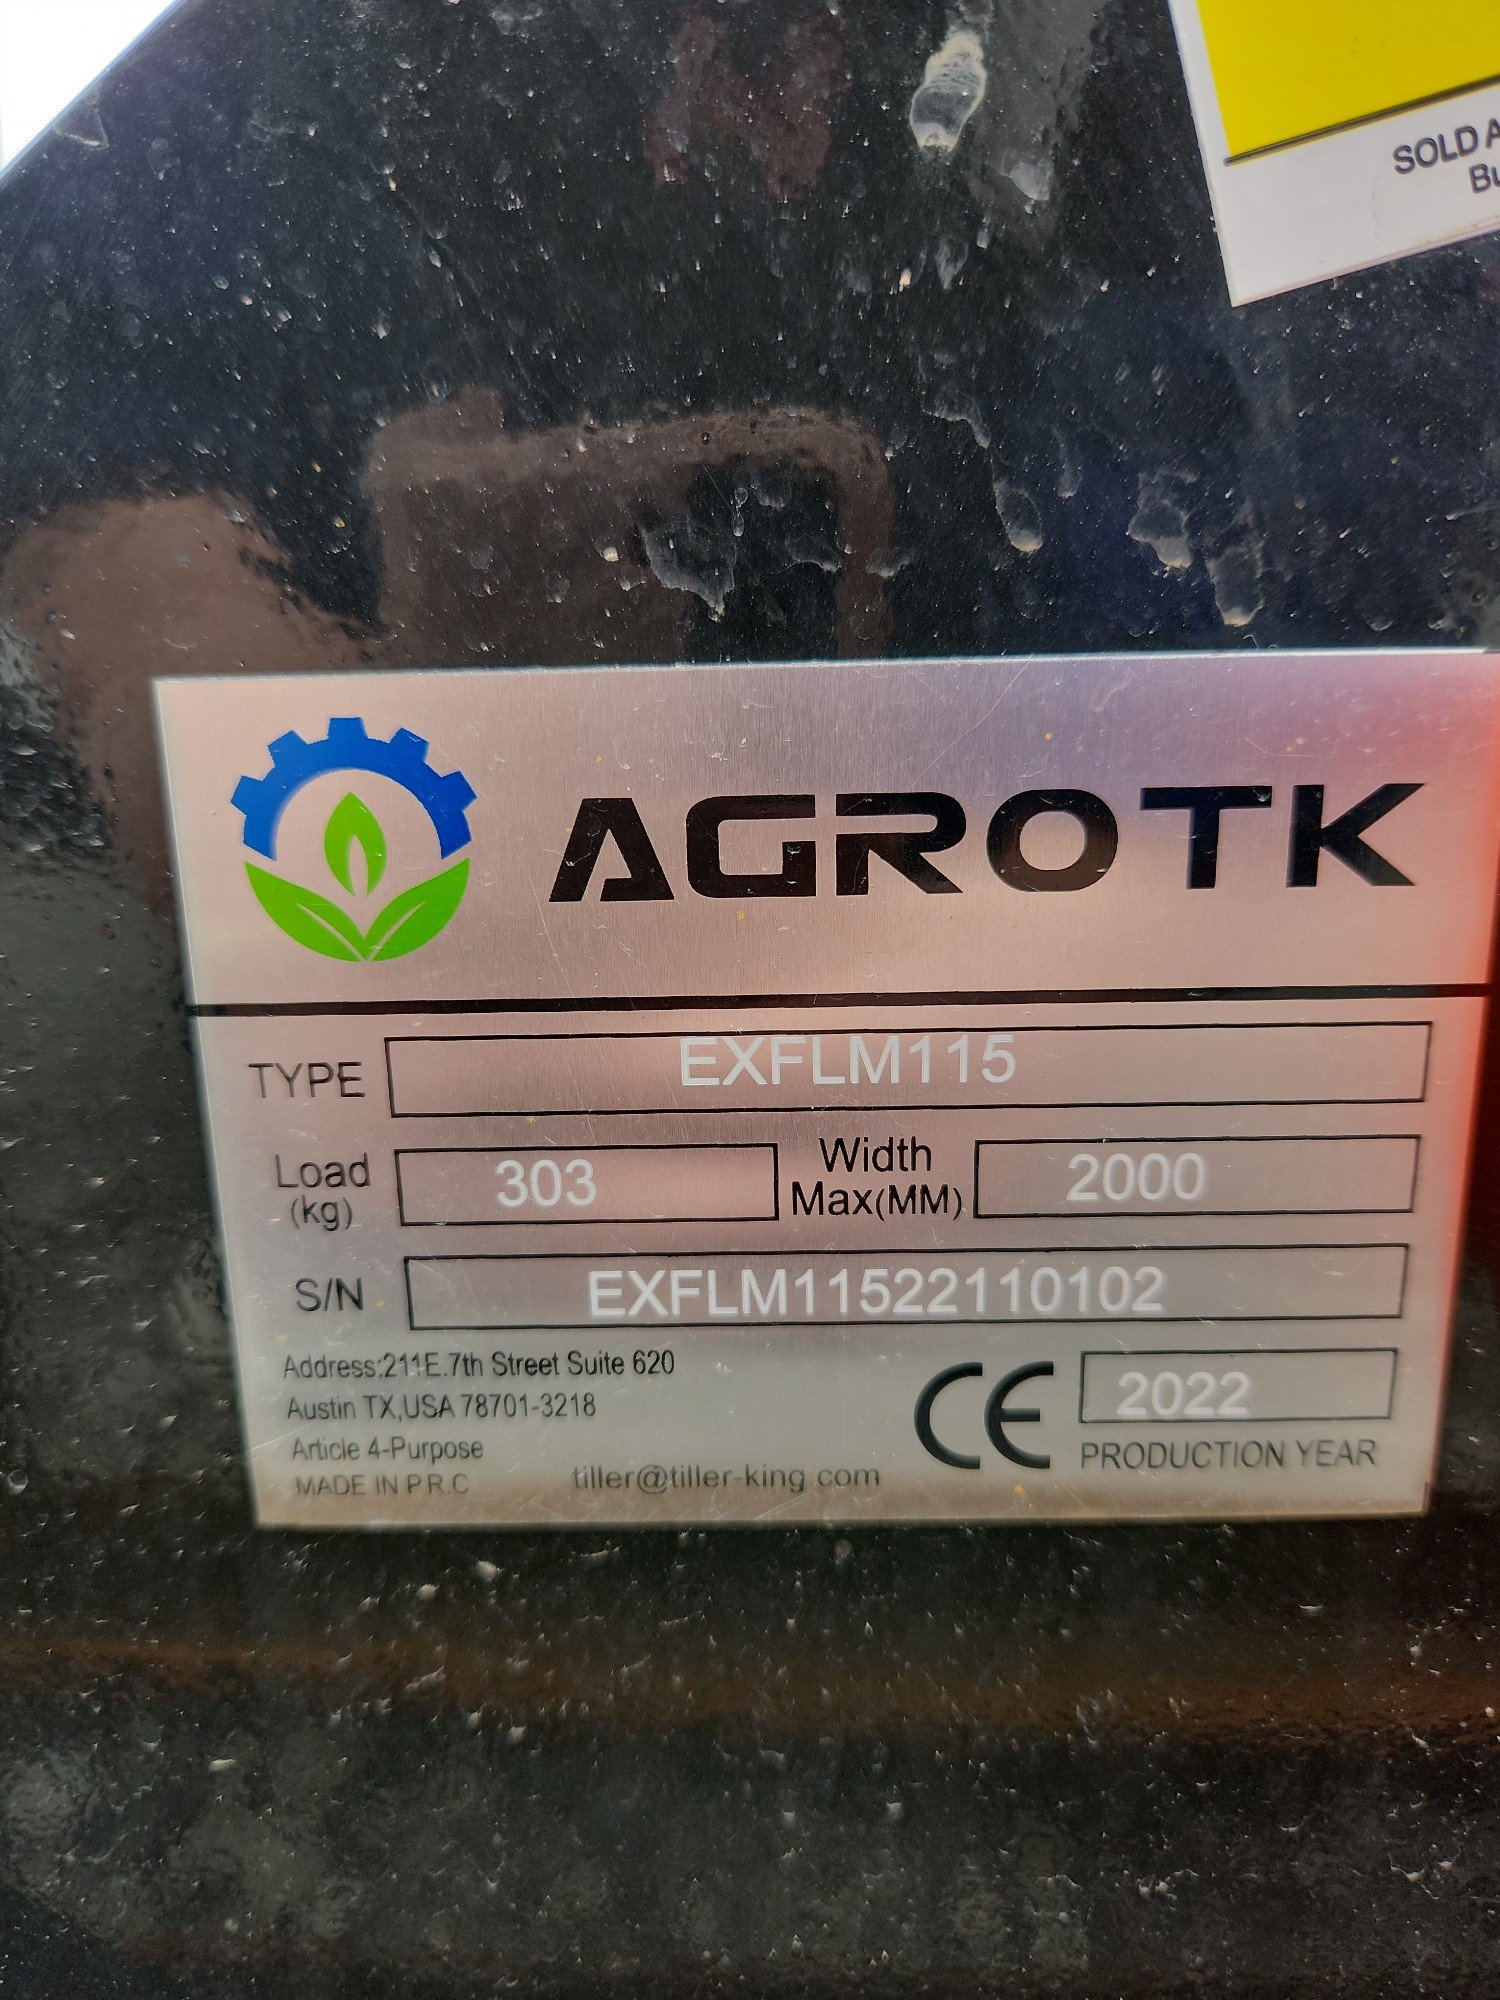 SOLD A
Bu
AGROTK
TYPE EXFLM115
Load (kg) 303 Width Max(MM) 2000
S/N EXFLM11522110102
Address:211E.7th Street Suite 620
Austin TX,USA 78701-3218
Article 4-Purpose
MADE IN P.R.C
tiller@tiller-king.com
CE 2022
PRODUCTION YEAR